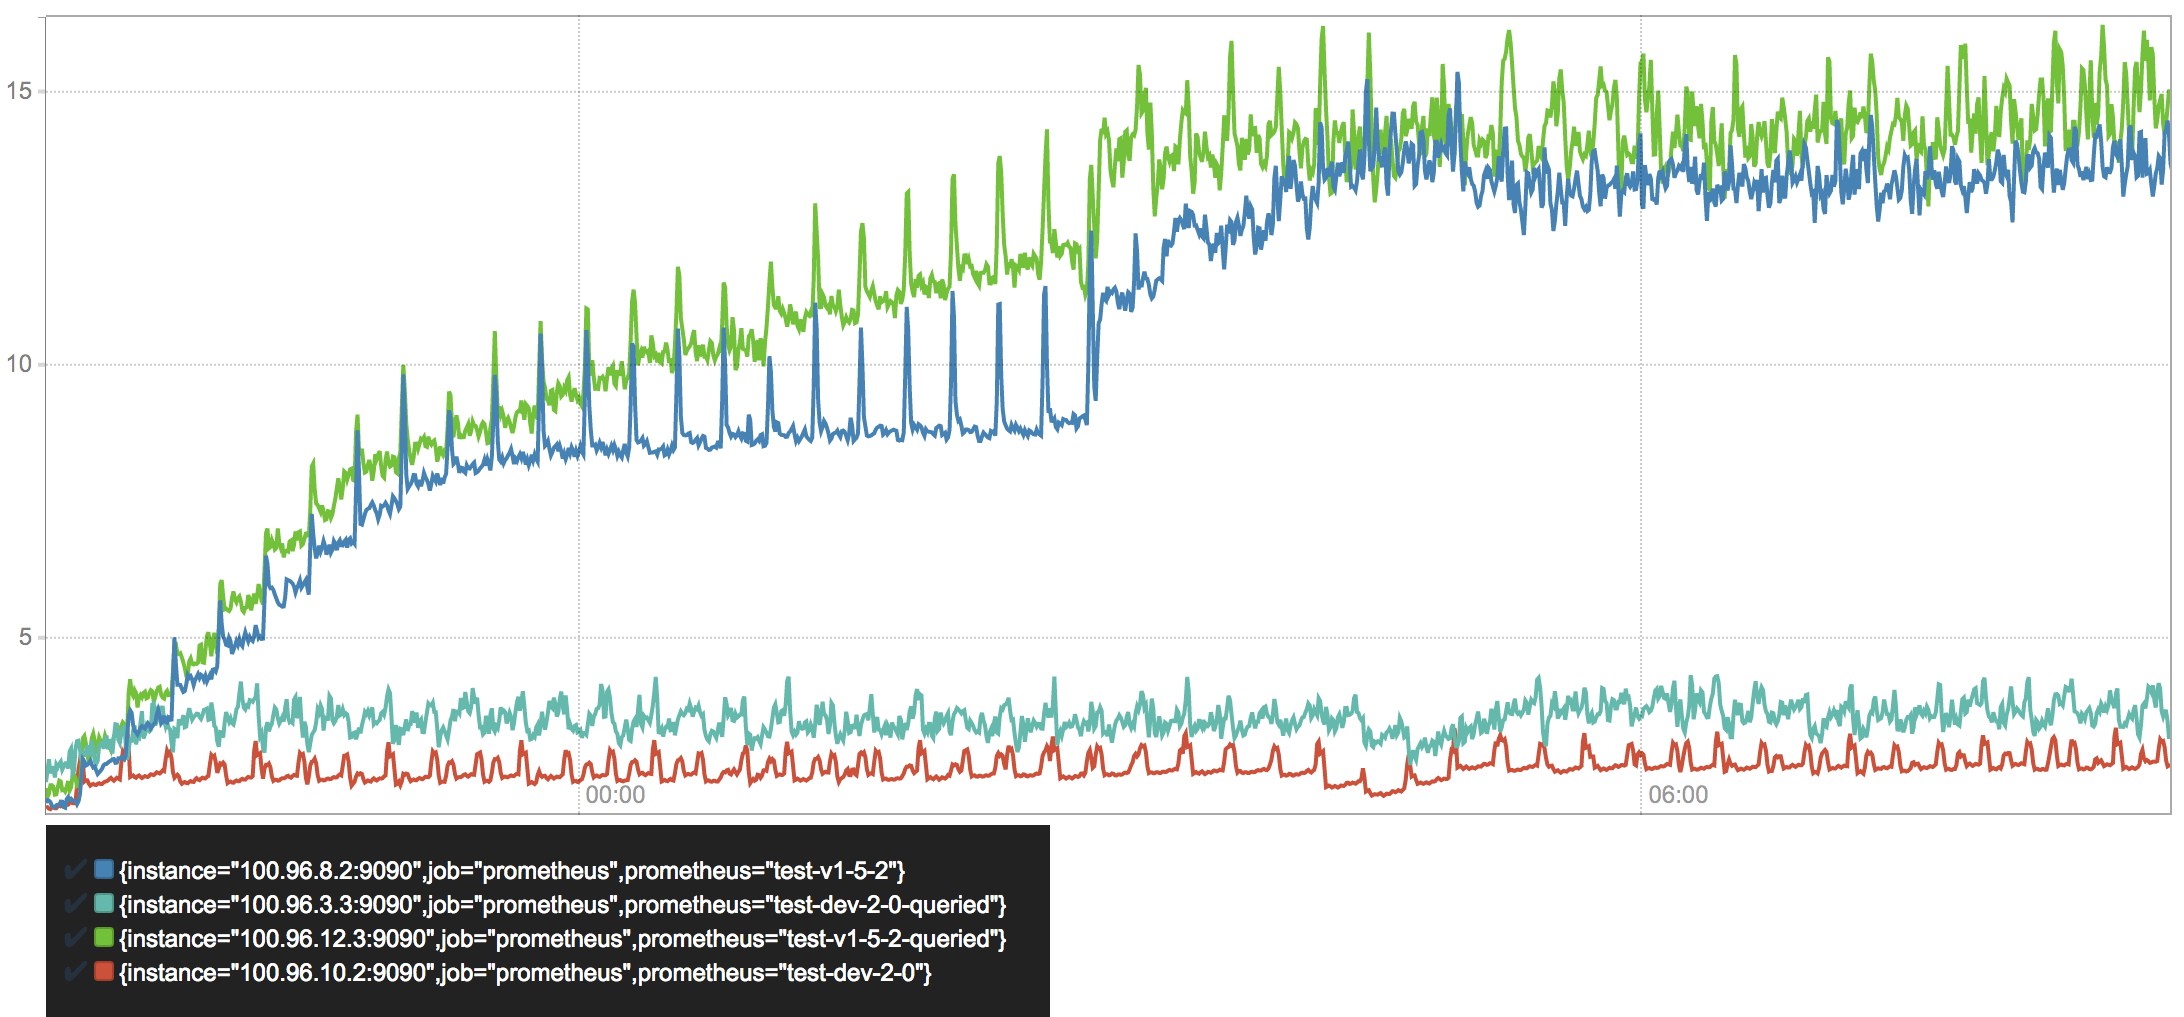 15
10
5
00:00
06:00
{instance="100.96.8.2:9090",job="prometheus",prometheus="test-v1-5-2"}
{instance="100.96.3.3:9090",job="prometheus",prometheus="test-dev-2-0-queried"}
{instance="100.96.12.3:9090",job="prometheus",prometheus="test-v1-5-2-queried"}
{instance="100.96.10.2:9090",job="prometheus",prometheus="test-dev-2-0"}